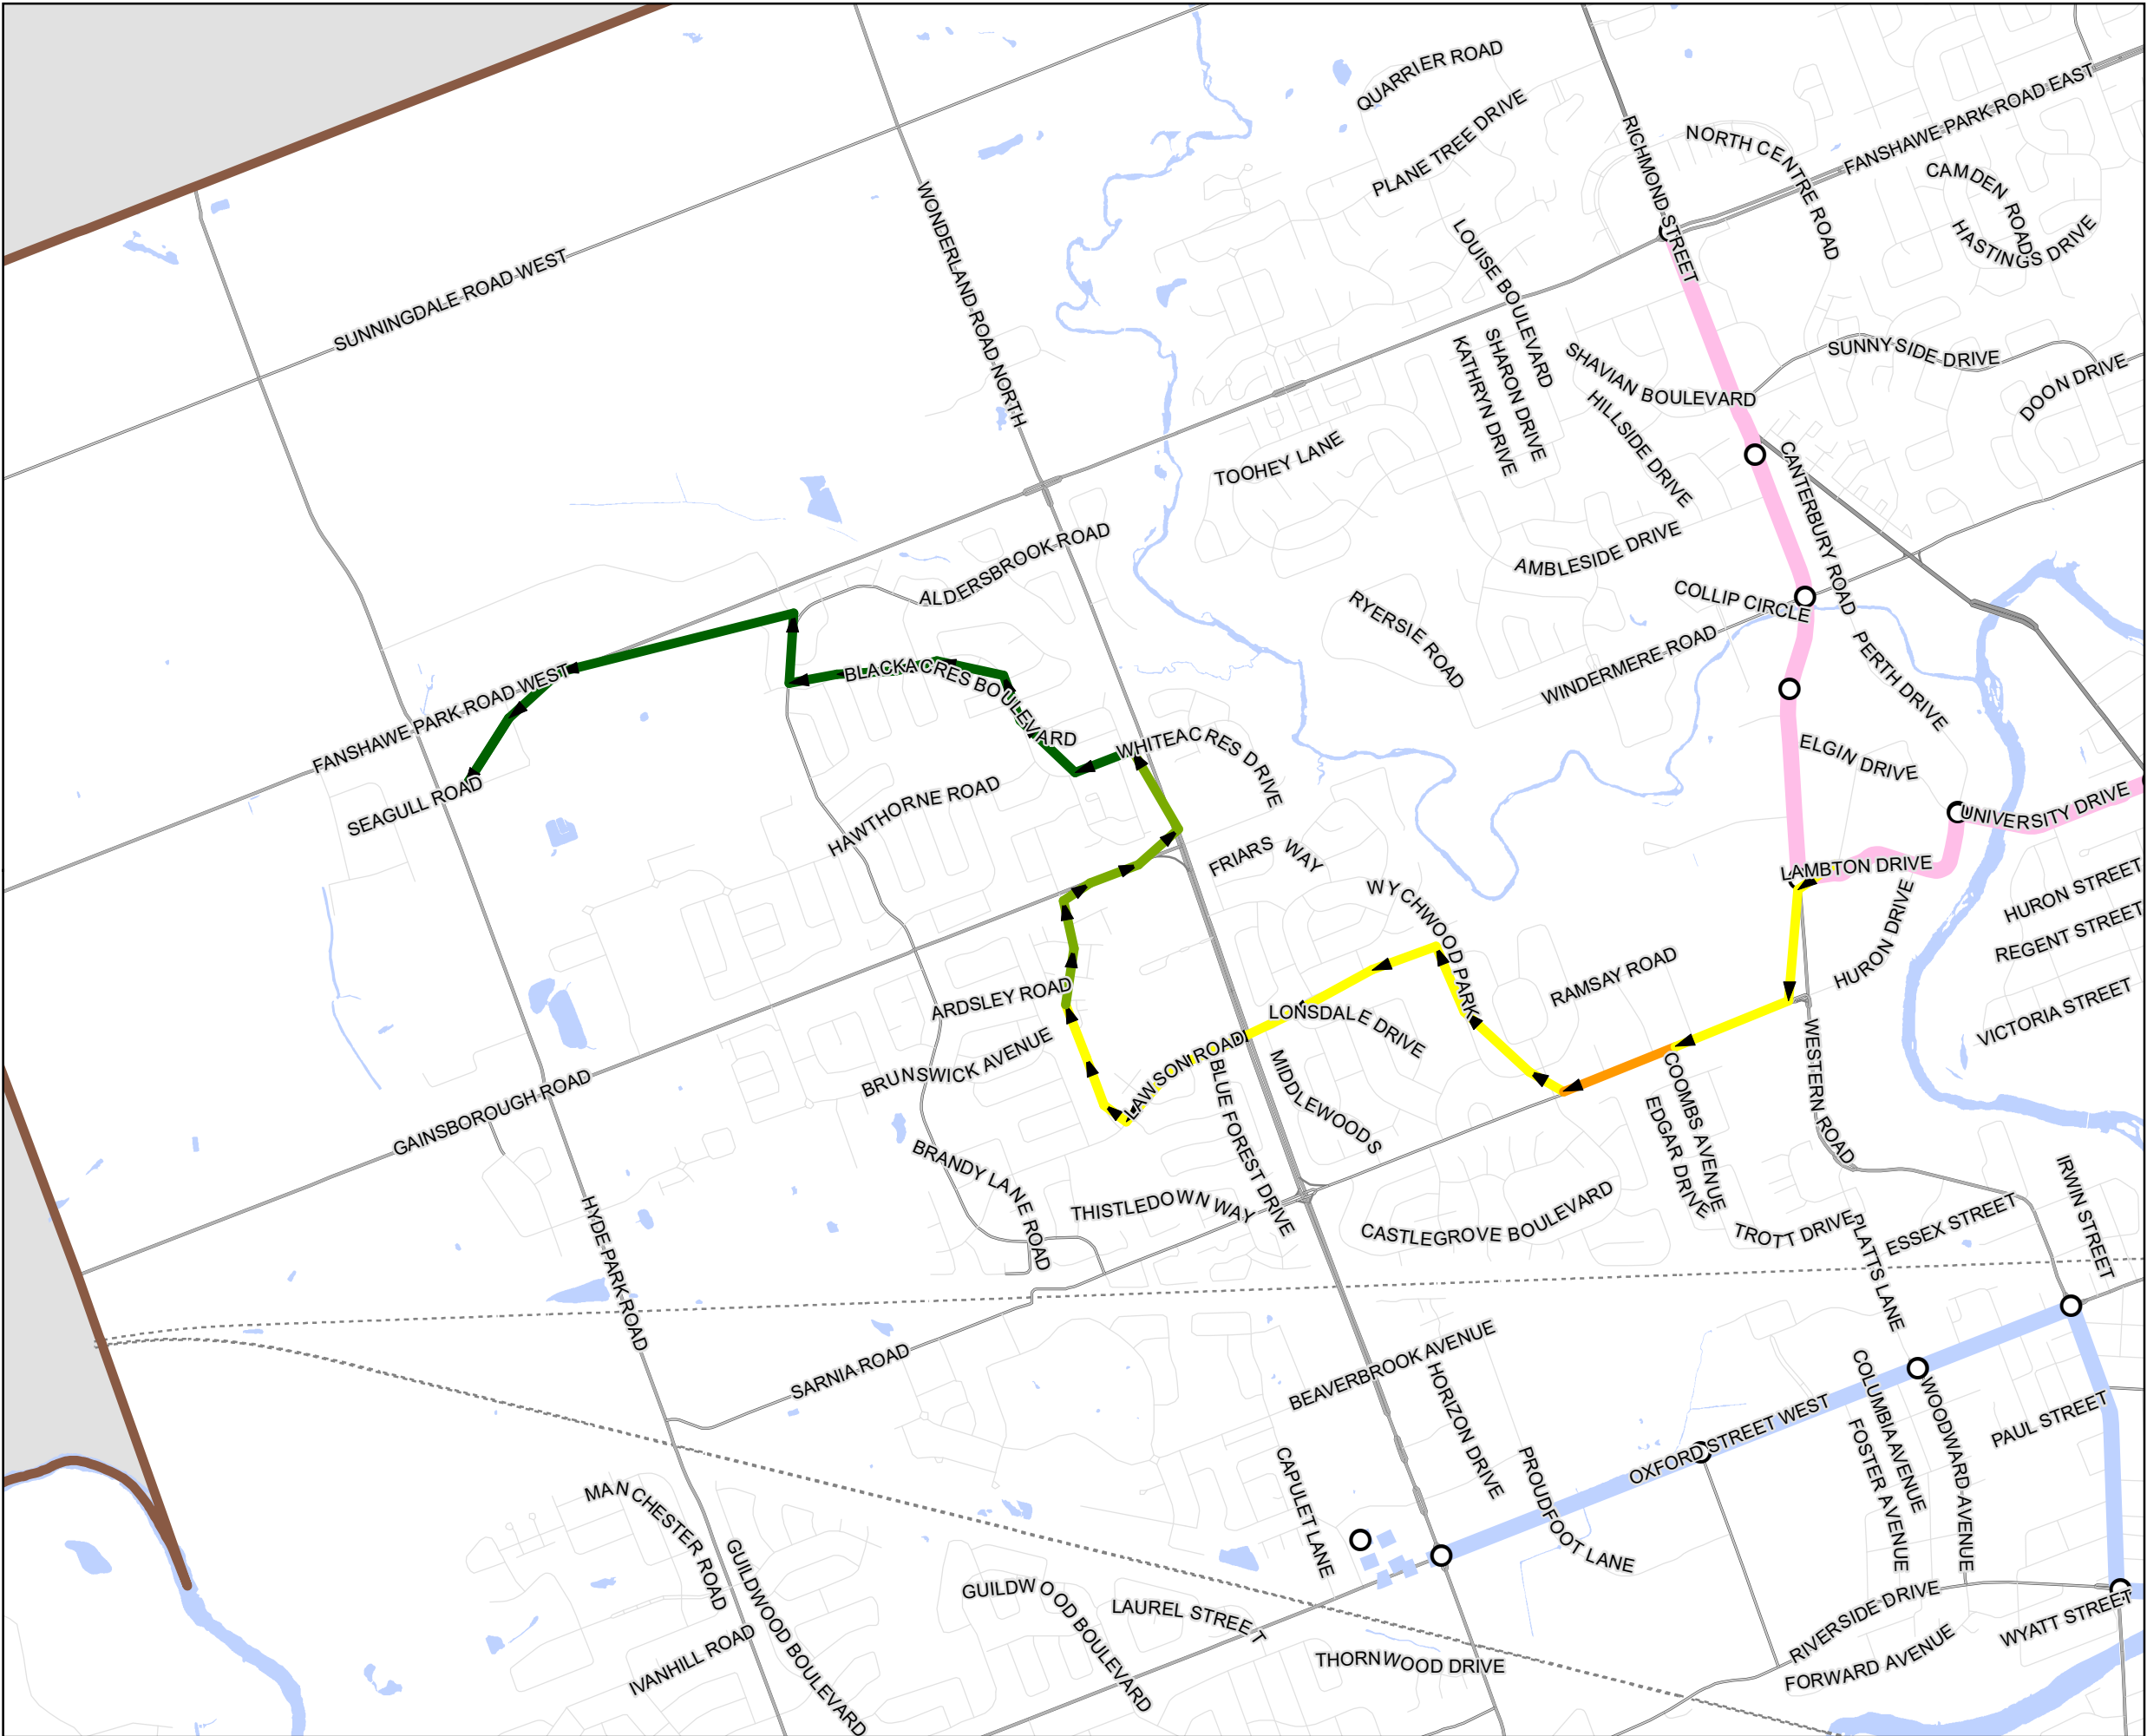 QUARRIER ROAD
PLANE TREE DRIVE
RICHMOND STREET
NORTH CENTRE ROAD
FANSHAWE PARK ROAD EAST
CAMDEN ROAD
HASTINGS DRIVE
WONDERLAND ROAD NORTH
SUNNINGDALE ROAD WEST
LOUISE BOULEVARD
SHARON DRIVE
KATHRYN DRIVE
SHAVIAN BOULEVARD
HILLSIDE DRIVE
SUNNYSIDE DRIVE
DOON DRIVE
TOOHEY LANE
CANTERBURY ROAD
AMBLESIDE DRIVE
ALDERSBROOK ROAD
COLLIP CIRCLE
RYERSIE ROAD
WINDERMERE ROAD
PERTH DRIVE
BLACKACRES BOULEVARD
FANSHAWE PARK ROAD WEST
WHITEACRES DRIVE
ELGIN DRIVE
SEAGULL ROAD
HAWTHORNE ROAD
UNIVERSITY DRIVE
FRIARS WAY
LAMBTON DRIVE
WYCHWOOD PARK
HURON STREET
HURON DRIVE
REGENT STREET
RAMSAY ROAD
ARDSLEY ROAD
LONSDALE DRIVE
VICTORIA STREET
BRUNSWICK AVENUE
LAWSON ROAD
WESTERN ROAD
GAINSBOROUGH ROAD
BLUE FOREST DRIVE
MIDDLEWOODS
COOMBS AVENUE
EDGAR DRIVE
BRANDY LANE ROAD
THISTLEDOWN WAY
CASTLEGROVE BOULEVARD
TROTT DRIVE
PLATTS LANE
ESSEX STREET
IRWIN STREET
HYDE PARK ROAD
SARNIA ROAD
BEAVERBROOK AVENUE
HORIZON DRIVE
COLUMBIA AVENUE
FOSTER AVENUE
WOODWARD AVENUE
PAUL STREET
OXFORD STREET WEST
CAPULET LANE
PROUDFOOT LANE
MANCHESTER ROAD
GUILDWOOD BOULEVARD
GUILDWOOD BOULEVARD
LAUREL STREET
IVANHILL ROAD
THORNWOOD DRIVE
RIVERSIDE DRIVE
FORWARD AVENUE
WYATT STREET